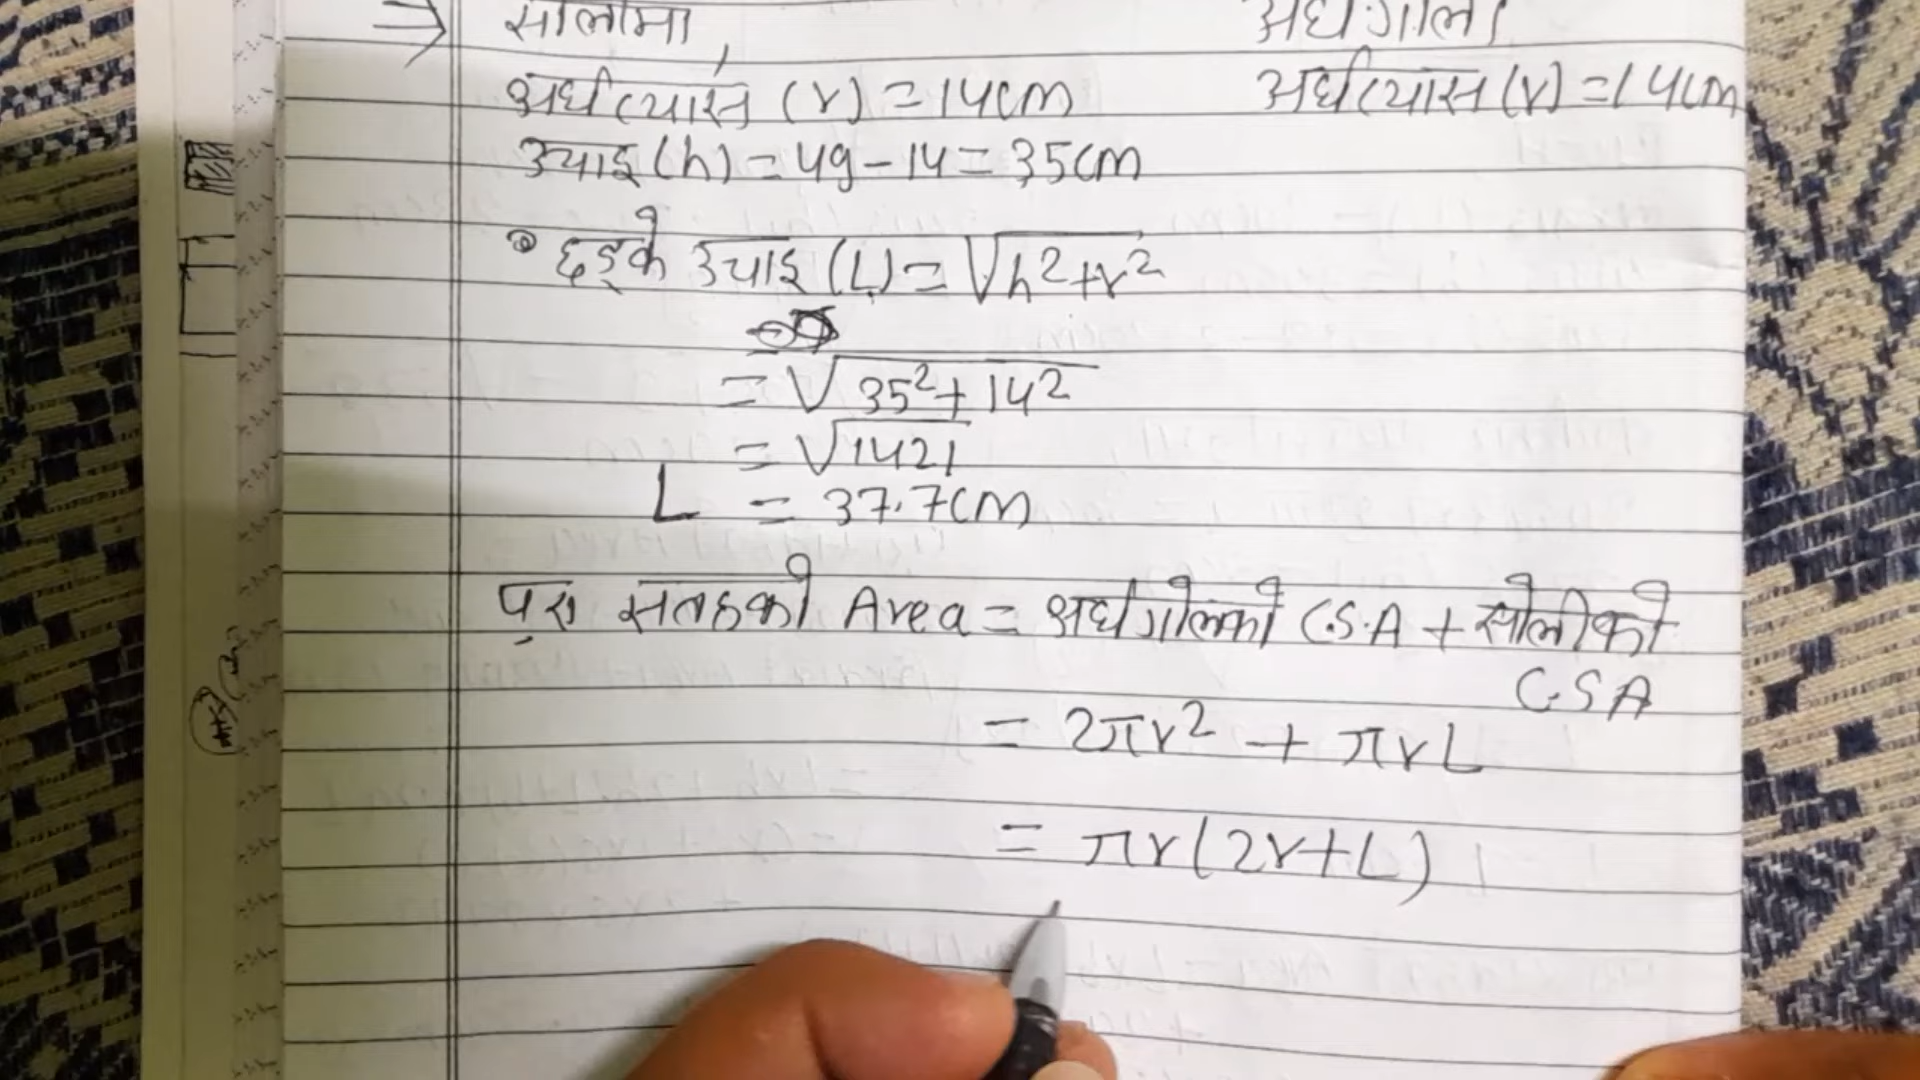 ⇒ सोलीमा, अर्धगोला
अर्धव्यास (r) = 14cm अर्धव्यास (r) = 14cm
उचाइ (h) = 49 - 14 = 35cm
छड्के उचाइ (L) = √h²+r²
= √35²+14²
= √1421
L = 37.7cm
पुरा सतहको Area = अर्धगोलको C.S.A + सोलीको
C.S.A
= 2πr² + πrL
= πr(2r+L)